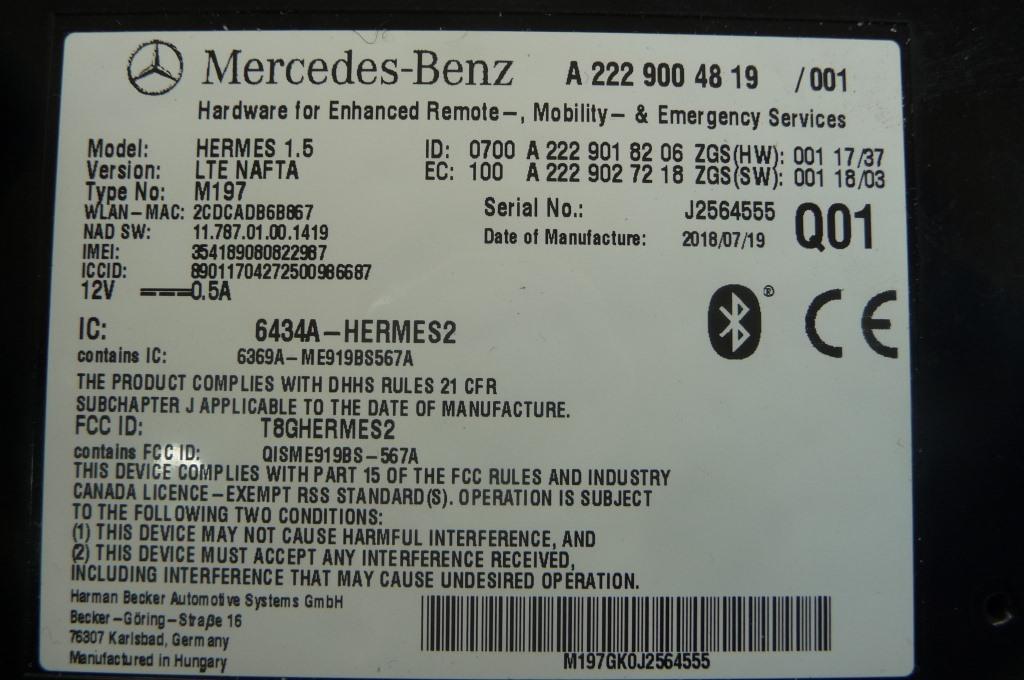 Mercedes-Benz A 222 900 48 19 /001
Hardware for Enhanced Remote-, Mobility- & Emergency Services
Model: HERMES 1.5 ID: 0700 A 222 901 82 06 ZGS(HW): 001 17/37
Version: LTE NAFTA EC: 100 A 222 902 72 18 ZGS(SW): 001 18/03
Type No: M197
WLAN-MAC: 2CDCADB6B867 Serial No.: J2564555 Q01
NAD SW: 11.787.01.00.1419 Date of Manufacture: 2018/07/19
IMEI: 354189080822987
ICCID: 89011704272500986687
12V 0.5A
IC: 6434A-HERMES2
contains IC: 6369A-ME919BS567A
THE PRODUCT COMPLIES WITH DHHS RULES 21 CFR
SUBCHAPTER J APPLICABLE TO THE DATE OF MANUFACTURE.
FCC ID: T8GHERMES2
contains FCC ID: QISME919BS-567A
THIS DEVICE COMPLIES WITH PART 15 OF THE FCC RULES AND INDUSTRY
CANADA LICENCE-EXEMPT RSS STANDARD(S). OPERATION IS SUBJECT
TO THE FOLLOWING TWO CONDITIONS:
(1) THIS DEVICE MAY NOT CAUSE HARMFUL INTERFERENCE, AND
(2) THIS DEVICE MUST ACCEPT ANY INTERFERENCE RECEIVED,
INCLUDING INTERFERENCE THAT MAY CAUSE UNDESIRED OPERATION.
Harman Becker Automotive Systems GmbH
Becker-Göring-Straße 16
76307 Karlsbad, Germany
Manufactured in Hungary
M197GK0J2564555
® CE